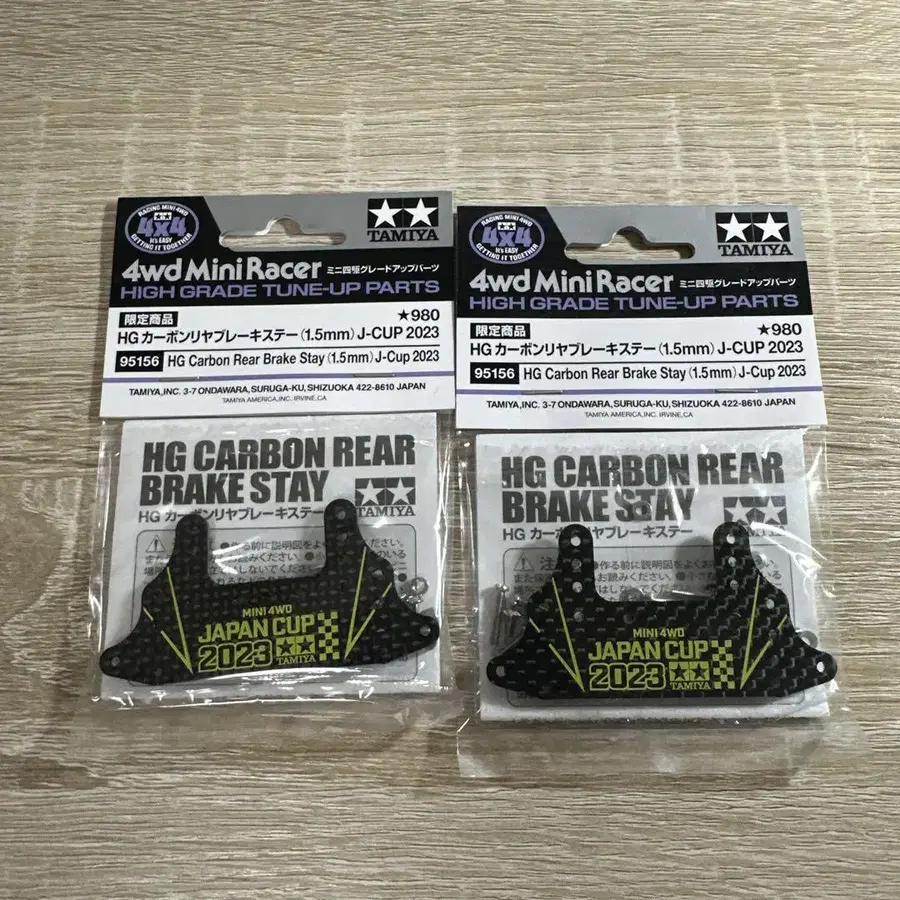 RACING MINI 4WD
4x4
It's EASY
GETTING IT TOGETHER
TAMIYA
4wd Mini Racer ミニ四駆グレードアップパーツ
HIGH GRADE TUNE-UP PARTS
限定商品
★980
HG カーボンリヤブレーキステー(1.5mm)J-CUP 2023
95156 HG Carbon Rear Brake Stay (1.5mm) J-Cup 2023
TAMIYA,INC. 3-7 ONDAWARA, SURUGA-KU, SHIZUOKA 422-8610 JAPAN
TAMIYA AMERICA,INC. IRVINE,CA
HG CARBON REAR
BRAKE STAY
TAMIYA
HG カーボンリヤブレーキステー
MINI 4WD
JAPAN CUP
2023 TAMIYA
RACING MINI 4WD
4x4
It's EASY
GETTING IT TOGETHER
TAMIYA
4wd Mini Racer ミニ四駆グレードアップパーツ
HIGH GRADE TUNE-UP PARTS
限定商品
★980
HG カーボンリヤブレーキステー(1.5mm)J-CUP 2023
95156 HG Carbon Rear Brake Stay (1.5mm) J-Cup 2023
TAMIYA,INC. 3-7 ONDAWARA, SURUGA-KU, SHIZUOKA 422-8610 JAPAN
TAMIYA AMERICA,INC. IRVINE,CA
HG CARBON REAR
BRAKE STAY
HG カーボンリヤブレーキステー
MINI 4WD
JAPAN CUP
2023 TAMIYA